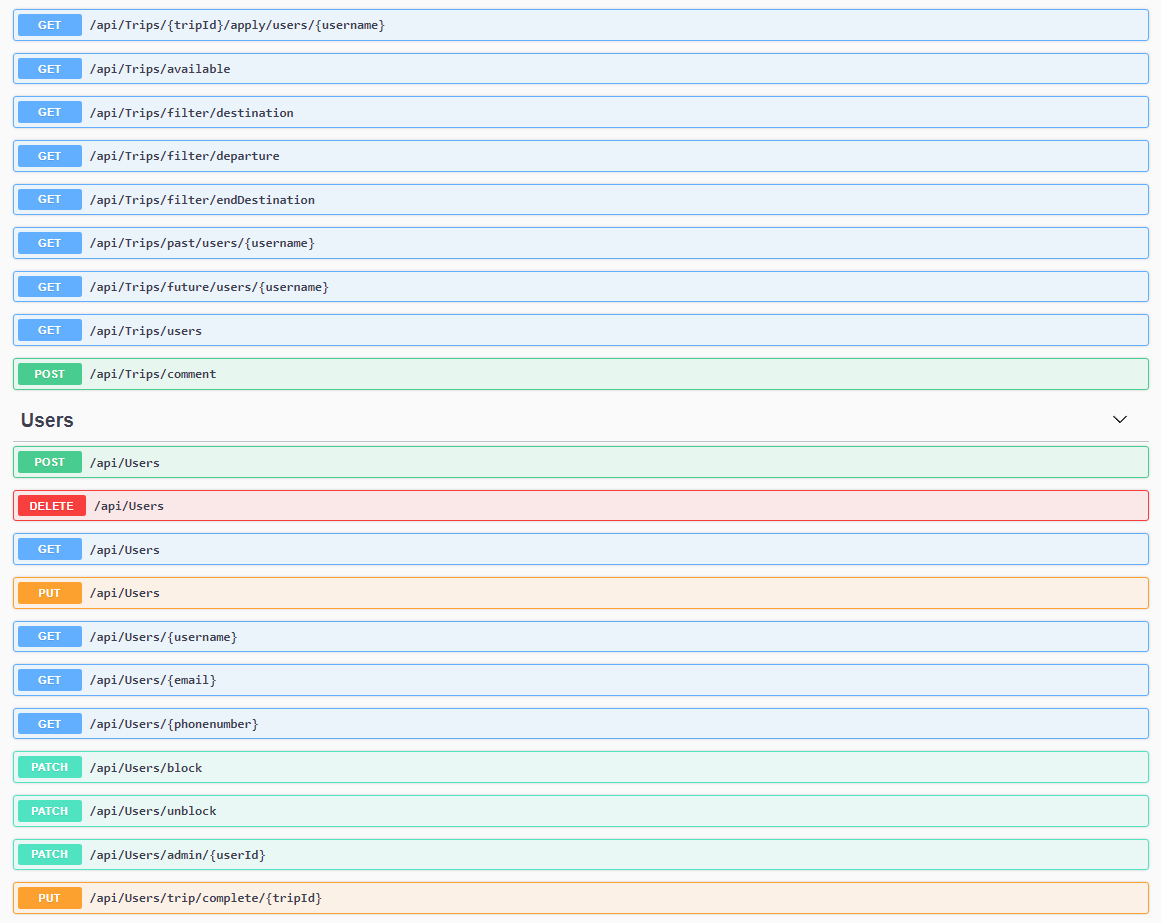 GET /api/Trips/{tripId}/apply/users/{username}
GET /api/Trips/available
GET /api/Trips/filter/destination
GET /api/Trips/filter/departure
GET /api/Trips/filter/endDestination
GET /api/Trips/past/users/{username}
GET /api/Trips/future/users/{username}
GET /api/Trips/users
POST /api/Trips/comment
Users
POST /api/Users
DELETE /api/Users
GET /api/Users
PUT /api/Users
GET /api/Users/{username}
GET /api/Users/{email}
GET /api/Users/{phonenumber}
PATCH /api/Users/block
PATCH /api/Users/unblock
PATCH /api/Users/admin/{userId}
PUT /api/Users/trip/complete/{tripId}